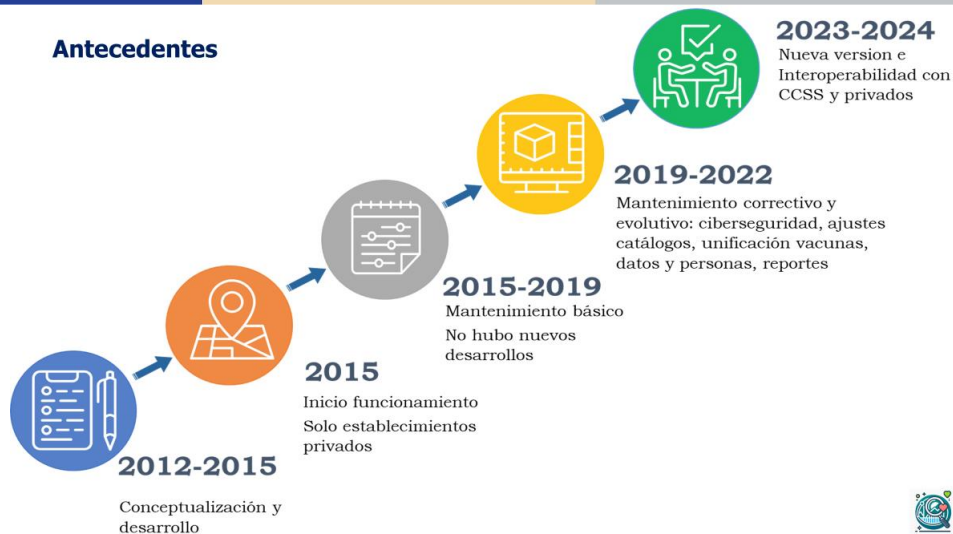 Antecedentes
2023-2024
Nueva version e
Interoperabilidad con
CCSS y privados
2019-2022
Mantenimiento correctivo y
evolutivo: ciberseguridad, ajustes
catálogos, unificación vacunas,
datos y personas, reportes
2015-2019
Mantenimiento básico
No hubo nuevos
desarrollos
2015
Inicio funcionamiento
Solo establecimientos
privados
2012-2015
Conceptualización y
desarrollo